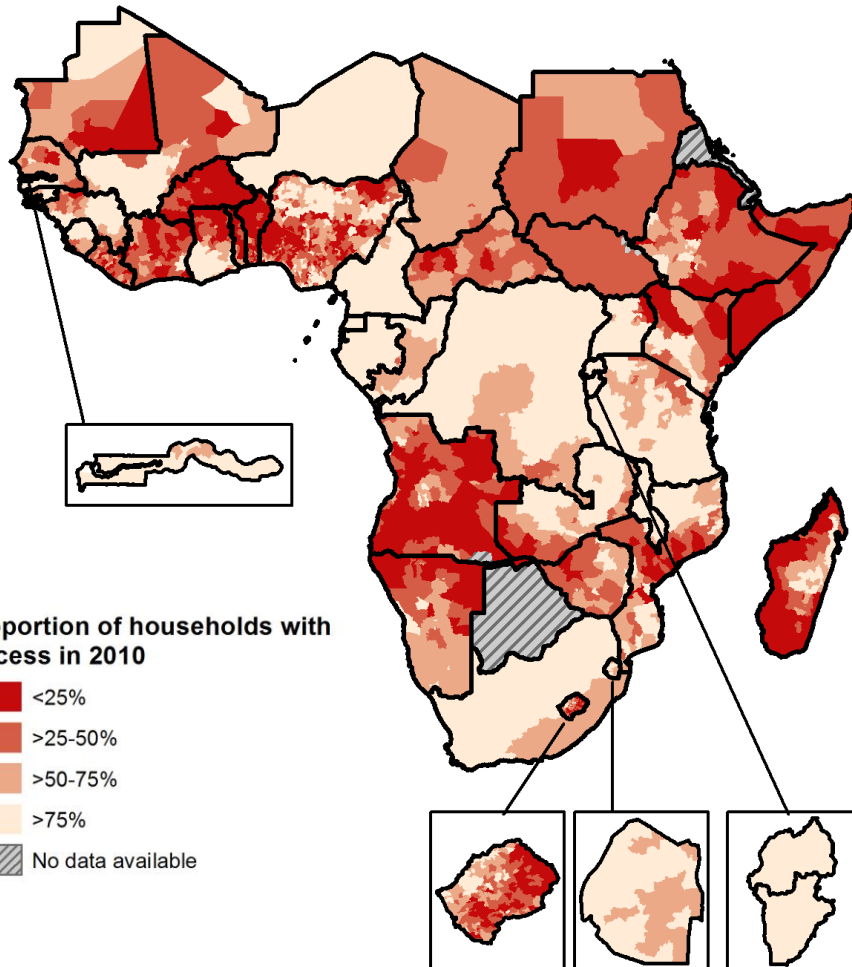 portion of households with
cess in 2010
<25%
>25-50%
>50-75%
>75%
No data available